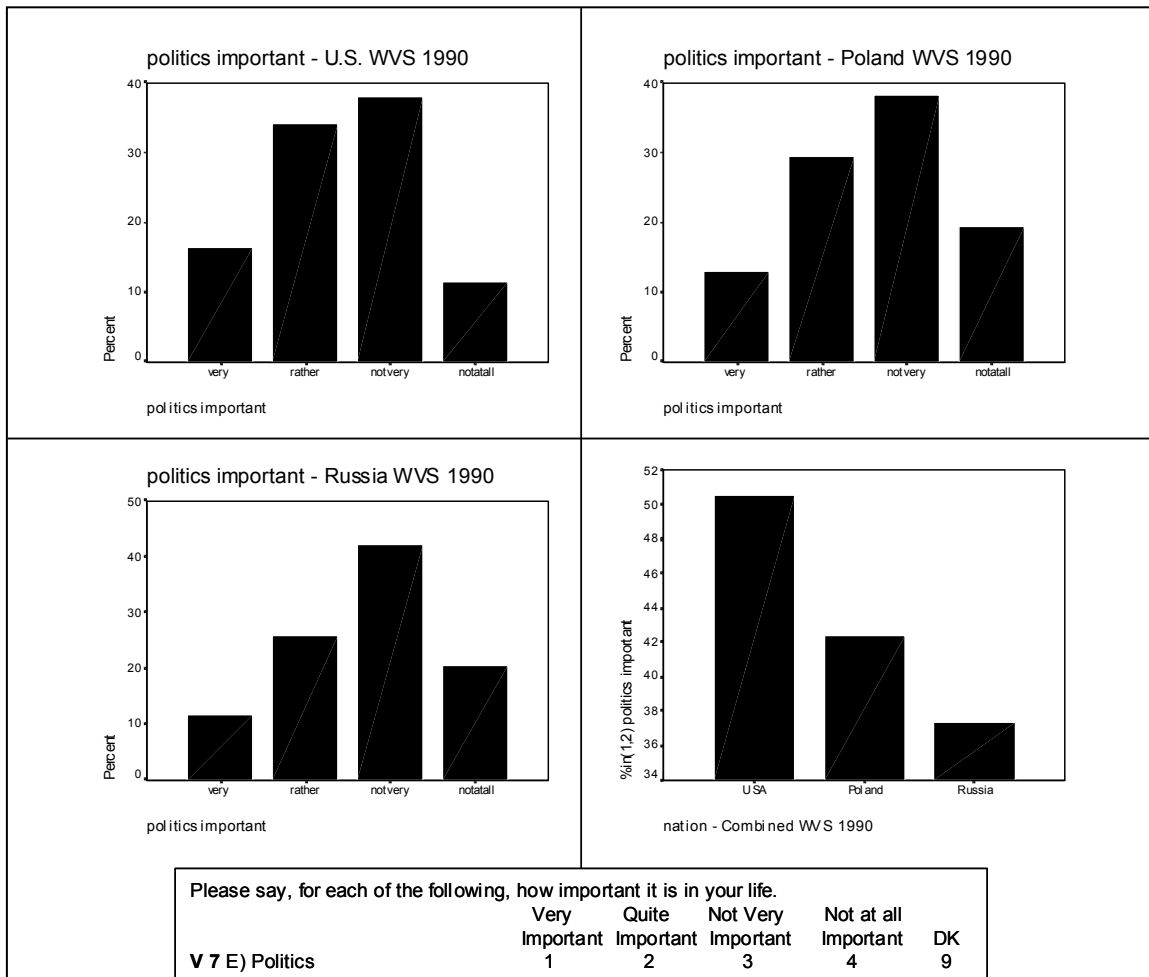 politics important - U.S. WVS 1990
40
30
20
10
0
Percent
very rather notvery notatall
politics important
politics important - Poland WVS 1990
40
30
20
10
0
Percent
very rather notvery notatall
politics important
politics important - Russia WVS 1990
50
40
30
20
10
0
Percent
very rather notvery notatall
politics important
52
50
48
46
44
42
40
38
36
34
%in(1,2) politics important
USA Poland Russia
nation - Combined WVS 1990
Please say, for each of the following, how important it is in your life.
Very Quite Not Very Not at all
Important Important Important Important DK
V 7 E) Politics 1 2 3 4 9